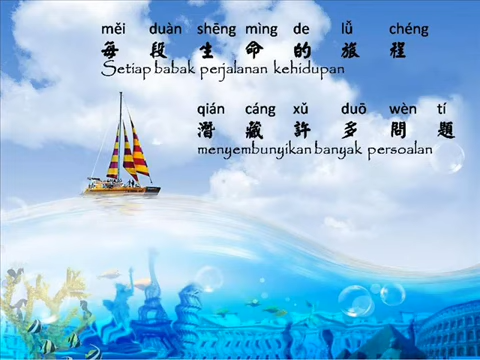 měi duàn shēng mìng de lǚ chéng
每段生命的旅程
Setiap babak perjalanan kehidupan
qián cáng xǔ duō wèn tí
潛藏許多問題
menyembunyikan banyak persoalan